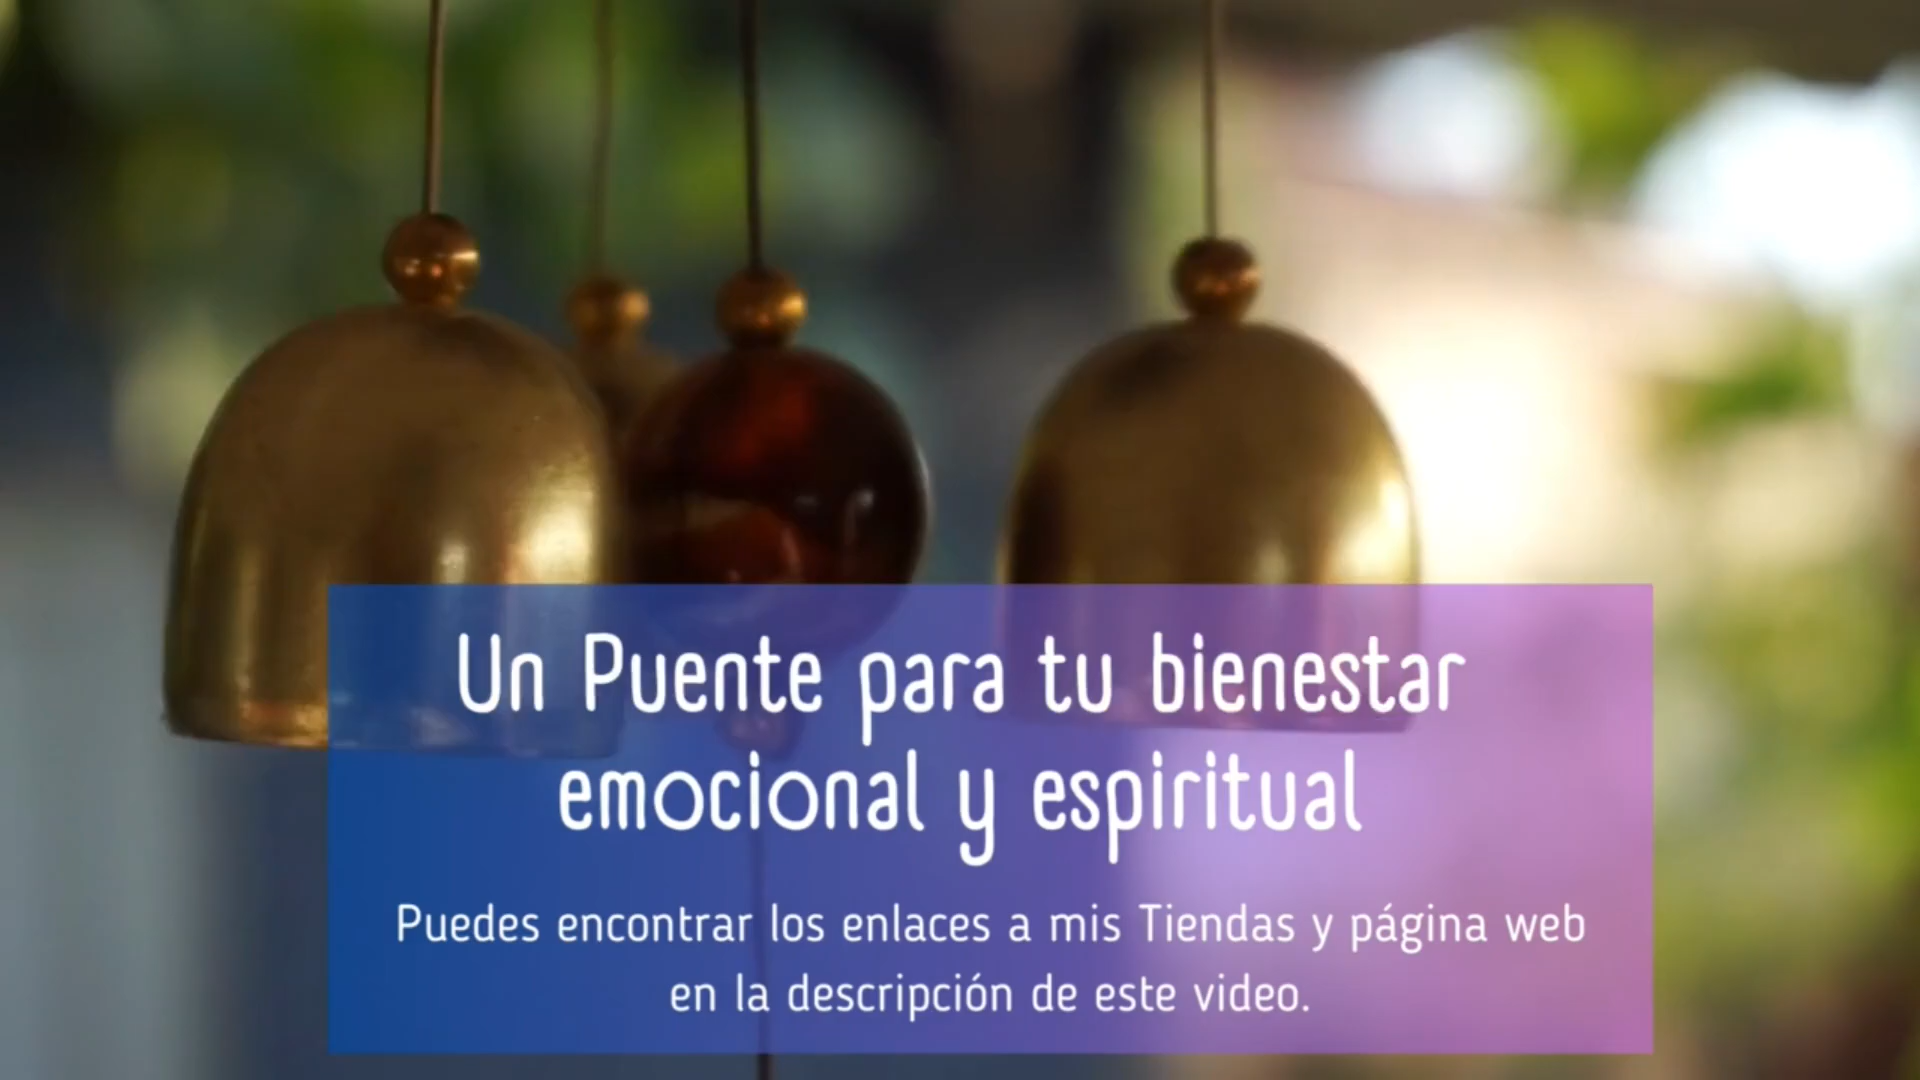 Un Puente para tu bienestar
emocional y espiritual
Puedes encontrar los enlaces a mis Tiendas y página web
en la descripción de este video.